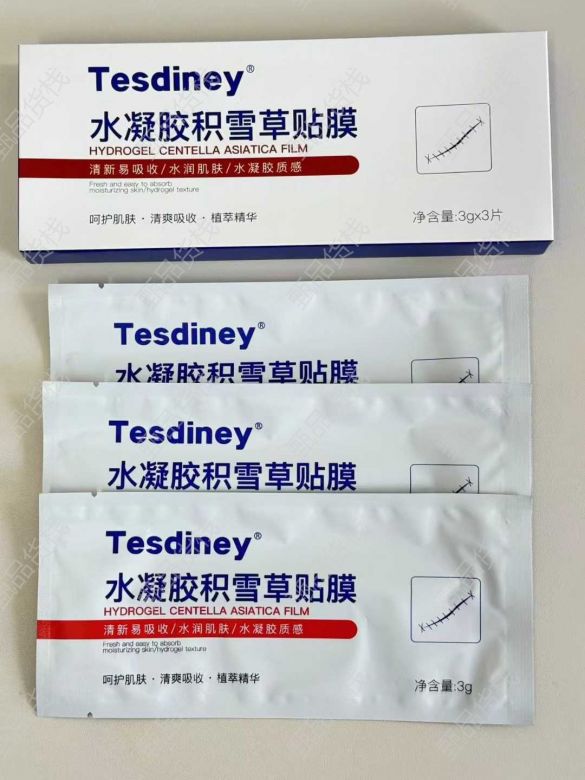 Tesdiney®
水凝胶积雪草贴膜
HYDROGEL CENTELLA ASIATICA FILM
清新易吸收/水润肌肤/水凝胶质感
Fresh and easy to absorb
moisturizing skin/hydrogel texture
呵护肌肤·清爽吸收·植萃精华
净含量:3gx3片
Tesdiney®
水凝胶积雪草贴膜
Tesdiney®
水凝胶积雪草贴膜
Tesdiney®
水凝胶积雪草贴膜
HYDROGEL CENTELLA ASIATICA FILM
清新易吸收/水润肌肤/水凝胶质感
Fresh and easy to absorb
moisturizing skin/hydrogel texture
呵护肌肤·清爽吸收·植萃精华
净含量:3g